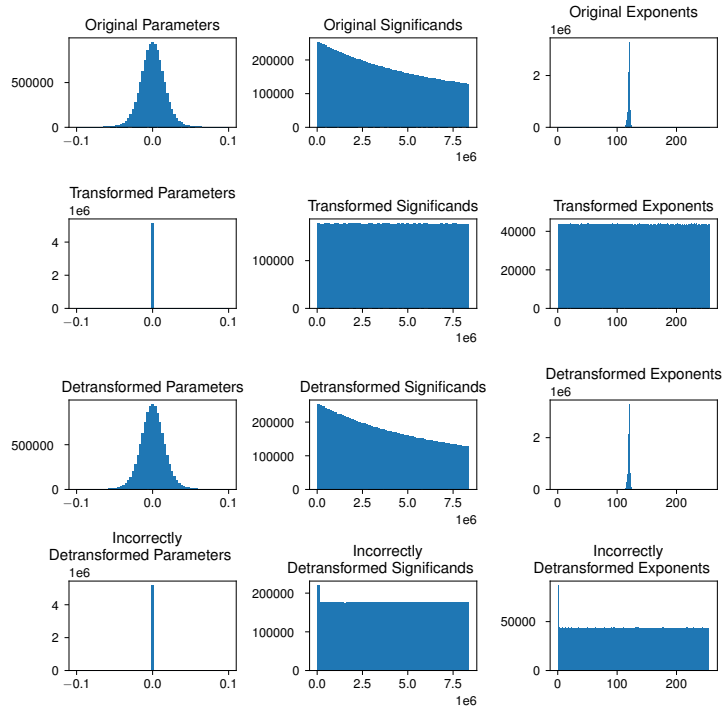 Original Parameters
500000
0
−0.1 0.0 0.1
Original Significands
200000
100000
0
0.0 2.5 5.0 7.5
1e6
Original Exponents
1e6
2
0
0 100 200
Transformed Parameters
1e6
4
2
0
−0.1 0.0 0.1
Transformed Significands
100000
0
0.0 2.5 5.0 7.5
1e6
Transformed Exponents
40000
20000
0
0 100 200
Detransformed Parameters
500000
0
−0.1 0.0 0.1
Detransformed Significands
200000
100000
0
0.0 2.5 5.0 7.5
1e6
Detransformed Exponents
1e6
2
0
0 100 200
Incorrectly
Detransformed Parameters
1e6
4
2
0
−0.1 0.0 0.1
Incorrectly
Detransformed Significands
200000
100000
0
0.0 2.5 5.0 7.5
1e6
Incorrectly
Detransformed Exponents
50000
0
0 100 200